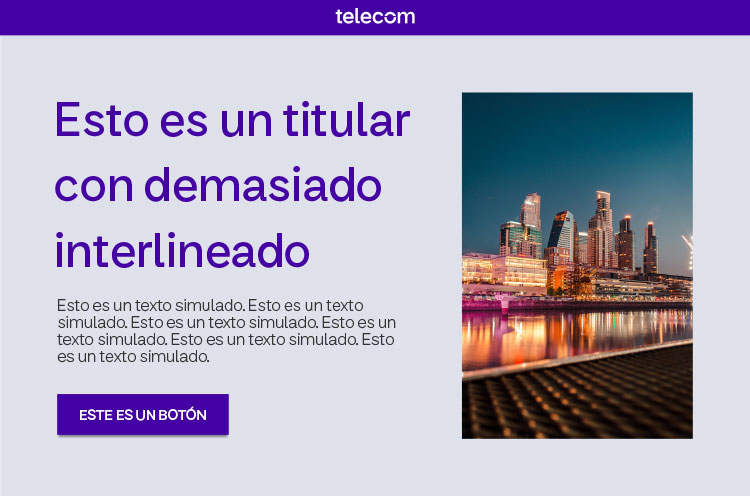 telecom
Esto es un titular
con demasiado
interlineado
Esto es un texto simulado. Esto es un texto
simulado. Esto es un texto simulado. Esto es un
texto simulado. Esto es un texto simulado. Esto
es un texto simulado.
ESTE ES UN BOTÓN